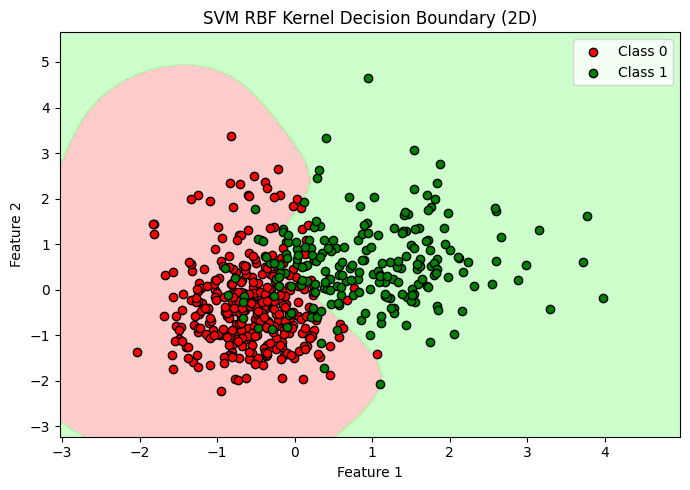 SVM RBF Kernel Decision Boundary (2D)
Class 0
Class 1
5
4
3
2
1
0
−1
−2
−3
Feature 2
−3 −2 −1 0 1 2 3 4
Feature 1